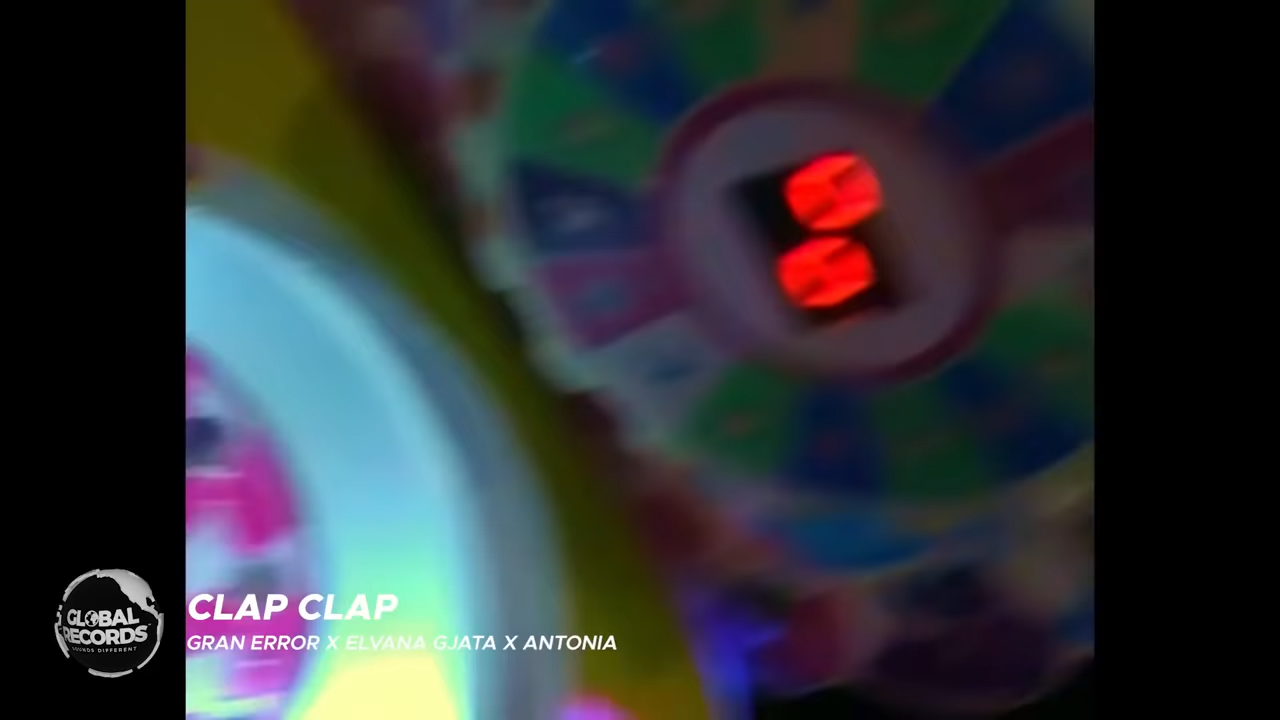 CLAP CLAP
GRAN ERROR X ELVANA GJATA X ANTONIA
GLOBAL
RECORDS
SOUNDS DIFFERENT